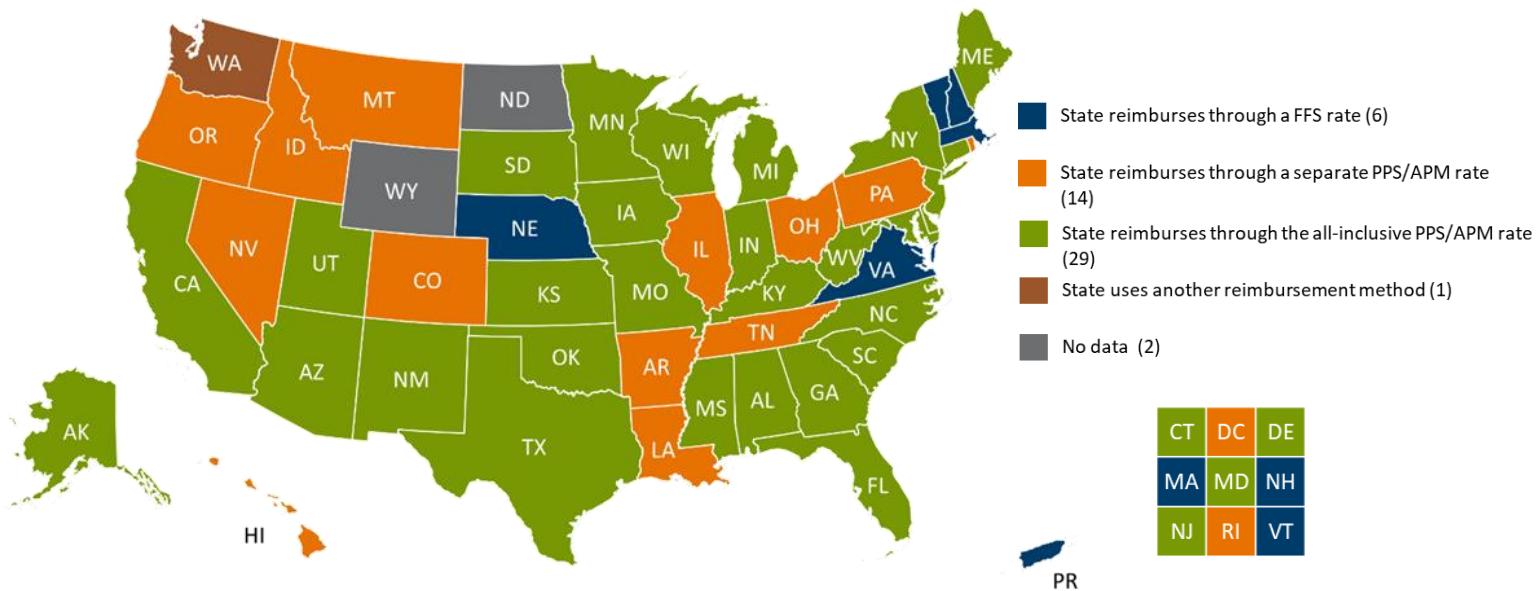 ME
WA
MT
ND
MN
OR
ID
NY
WI
SD
MI
WY
PA
IA
NE
OH
NV
IL
IN
UT
WV
VA
CO
CA
KS
MO
KY
NC
TN
OK
SC
AZ
NM
AR
GA
MS
AL
AK
TX
LA
FL
HI
PR
State reimburses through a FFS rate (6)
State reimburses through a separate PPS/APM rate
(14)
State reimburses through the all-inclusive PPS/APM rate
(29)
State uses another reimbursement method (1)
No data (2)
CT DC DE
MA MD NH
NJ RI VT